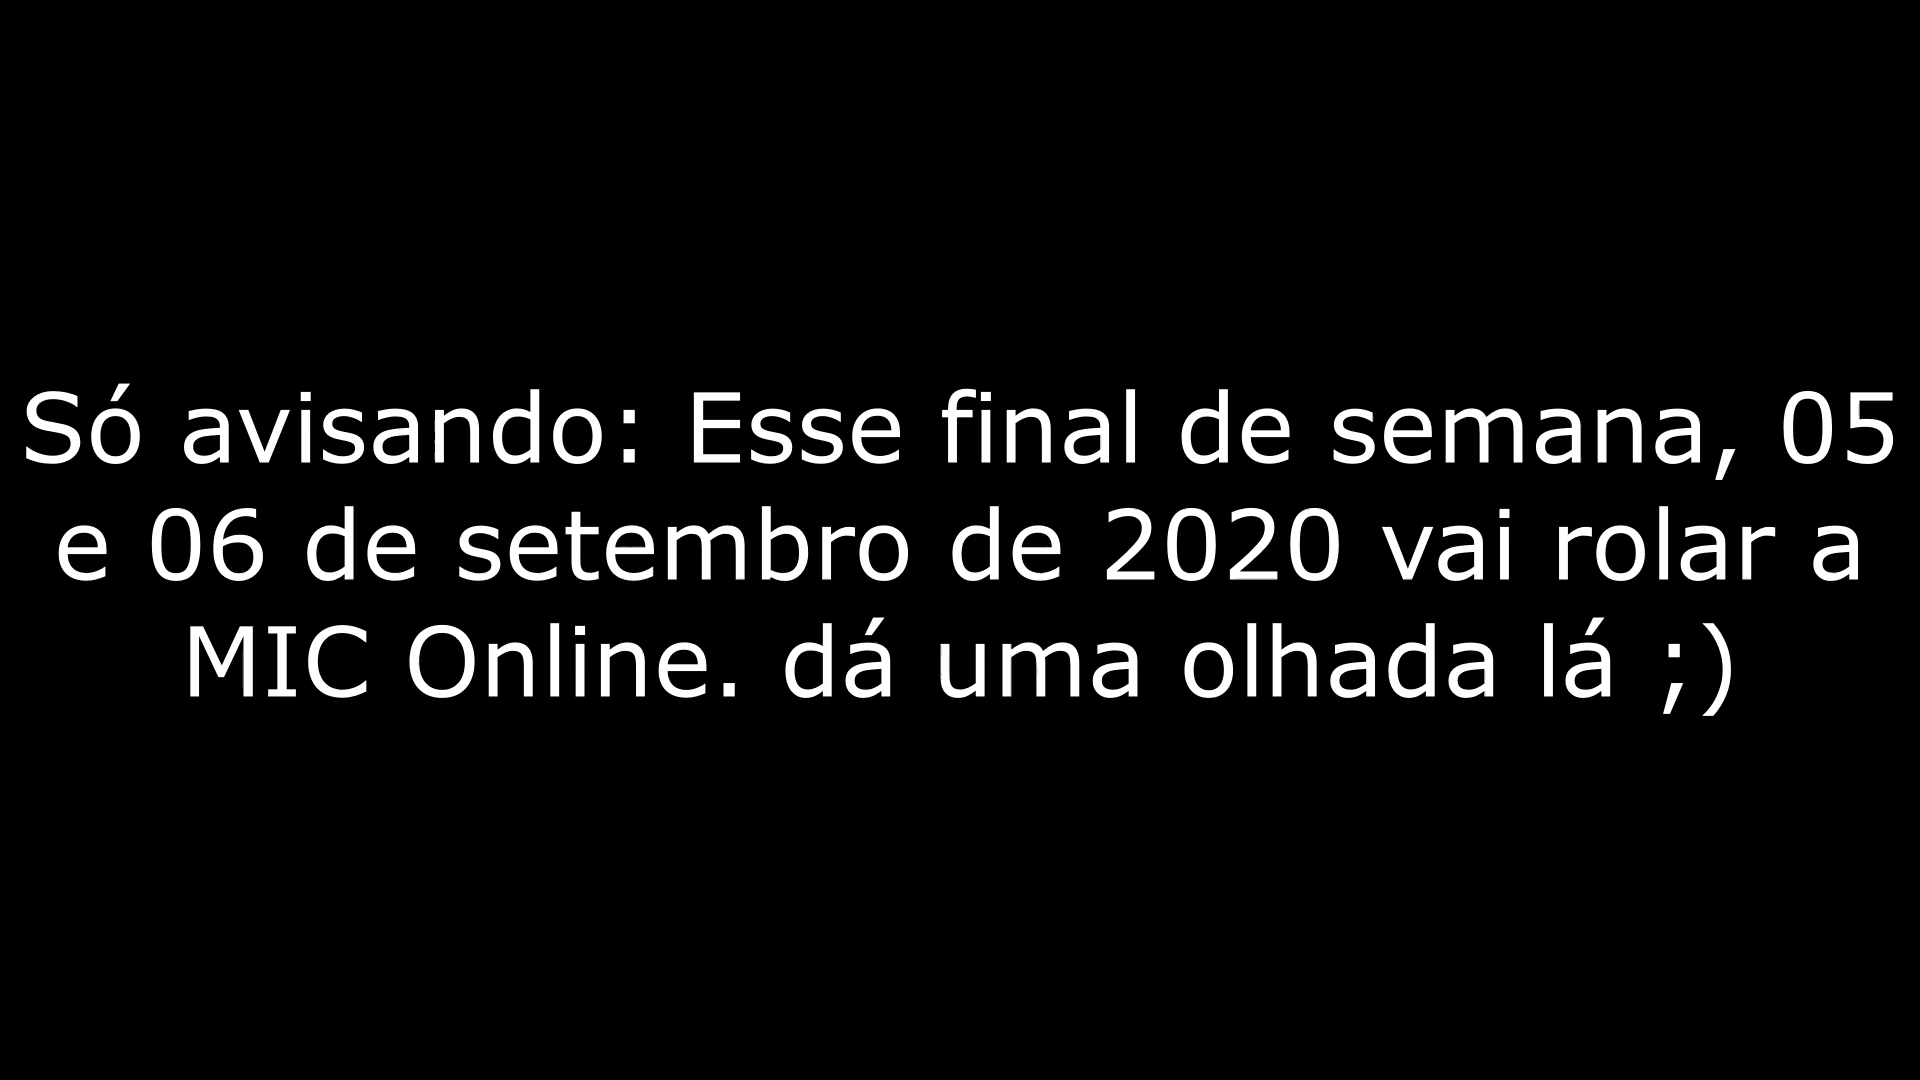 Só avisando: Esse final de semana, 05
e 06 de setembro de 2020 vai rolar a
MIC Online. dá uma olhada lá ;)